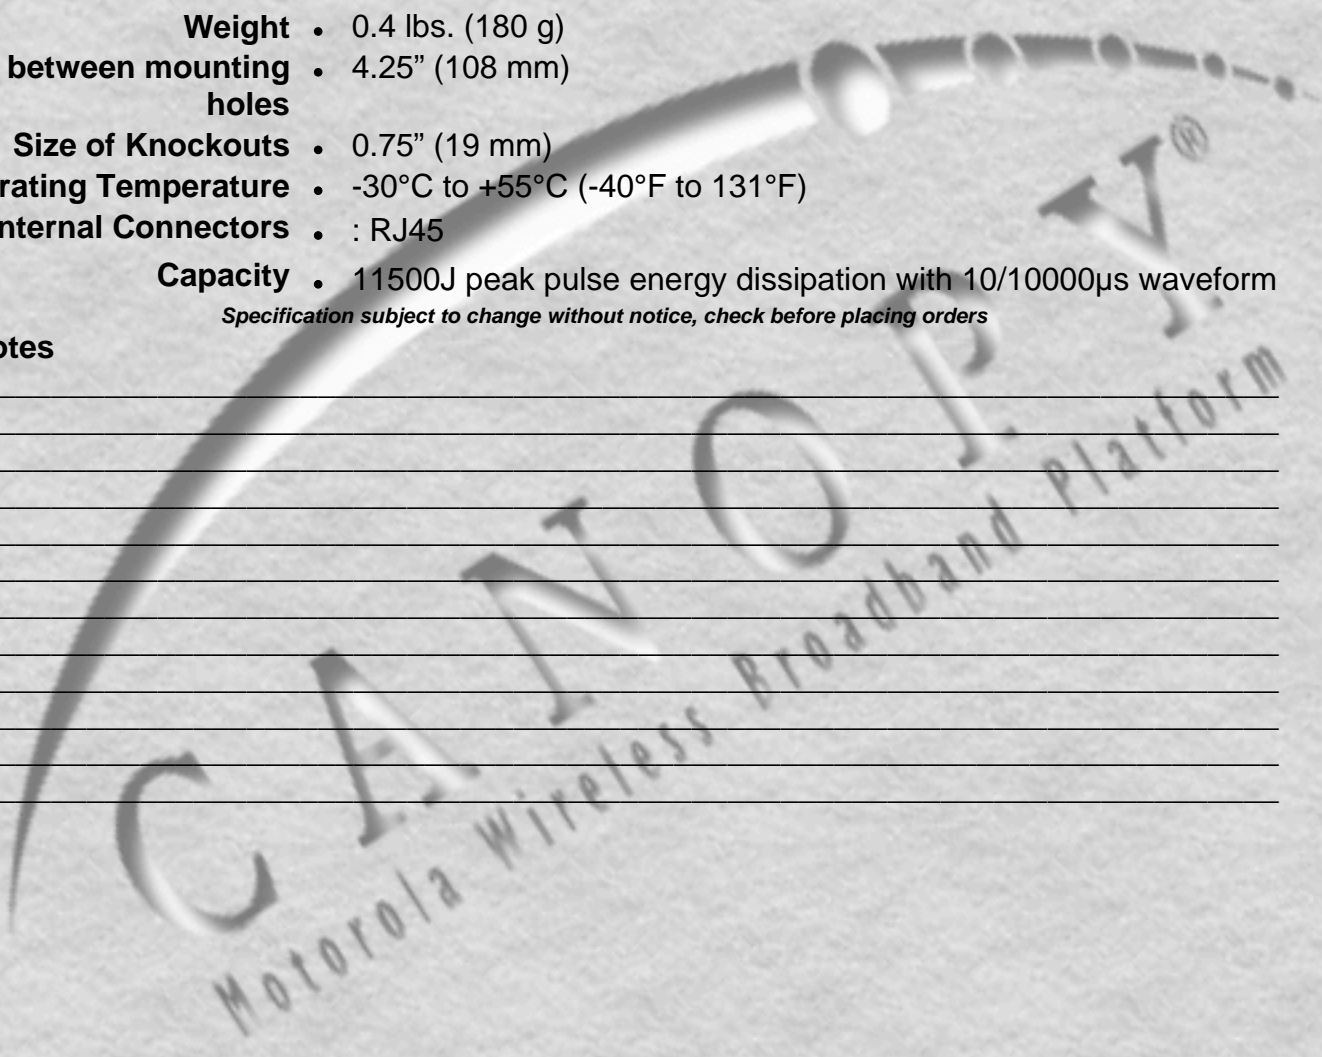 Weight • 0.4 lbs. (180 g)
between mounting • 4.25” (108 mm)
holes
Size of Knockouts • 0.75” (19 mm)
rating Temperature • -30°C to +55°C (-40°F to 131°F)
nternal Connectors • : RJ45
Capacity • 11500J peak pulse energy dissipation with 10/10000µs waveform
Specification subject to change without notice, check before placing orders
otes
CANOPY®
Motorola Wireless Broadband Platform